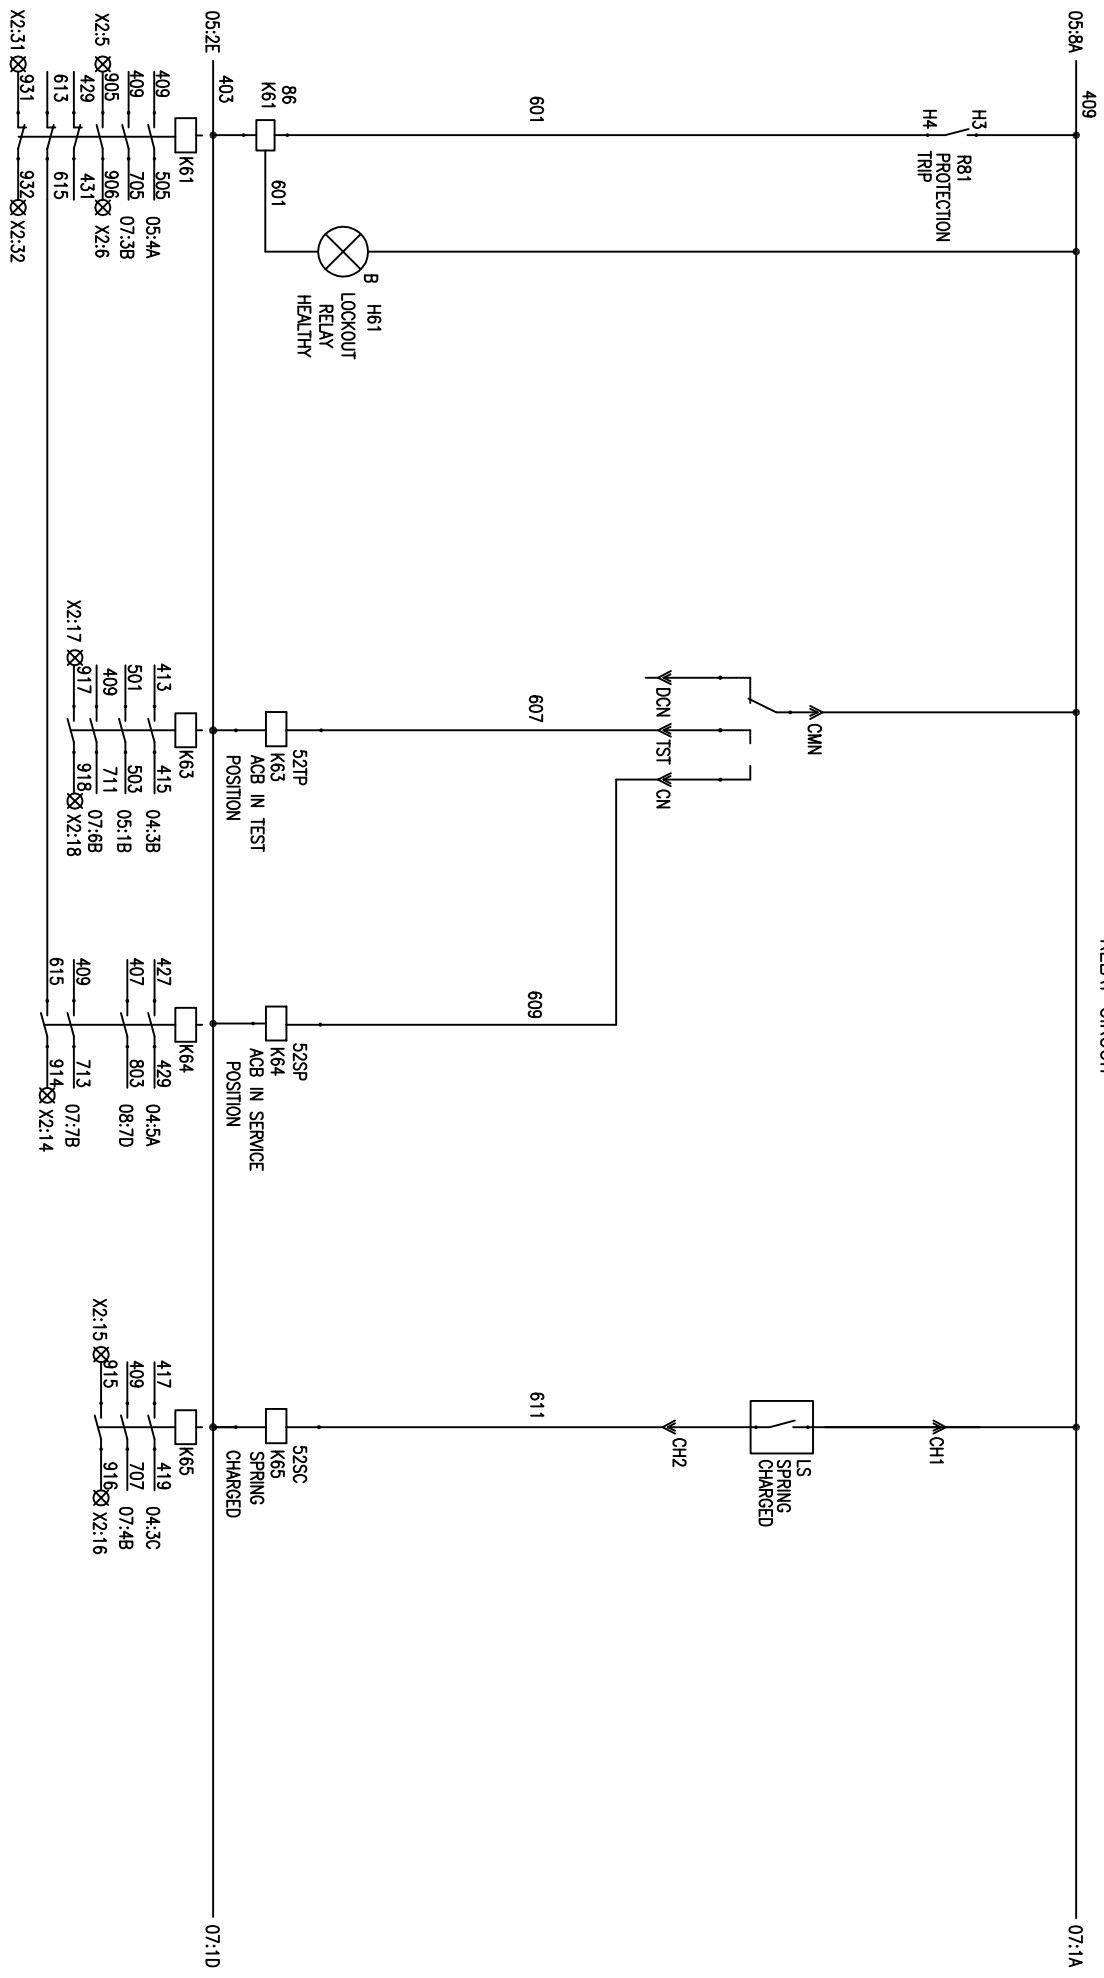 RELAY CIRCUIT
05:8A
409
07:1A
H3
H4
R81
PROTECTION
TRIP
601
86
K61
601
B
H61
LOCKOUT
RELAY
HEALTHY
CMN
DCN
TST
CN
607
52TP
K63
ACB IN TEST
POSITION
609
52SP
K64
ACB IN SERVICE
POSITION
CH1
LS
SPRING
CHARGED
CH2
611
52SC
K65
SPRING
CHARGED
05:2E
403
07:1D
K61
409 505 05:4A
409 705 07:3B
X2:5 905 906 X2:6
429 431
613 615
X2:31 931 932 X2:32
K63
413 415 04:3B
501 503 05:1B
409 711 07:6B
X2:17 917 918 X2:18
K64
427 429 04:5A
407 803 08:7D
409 713 07:7B
615 914 X2:14
K65
417 419 04:3C
409 707 07:4B
X2:15 915 916 X2:16